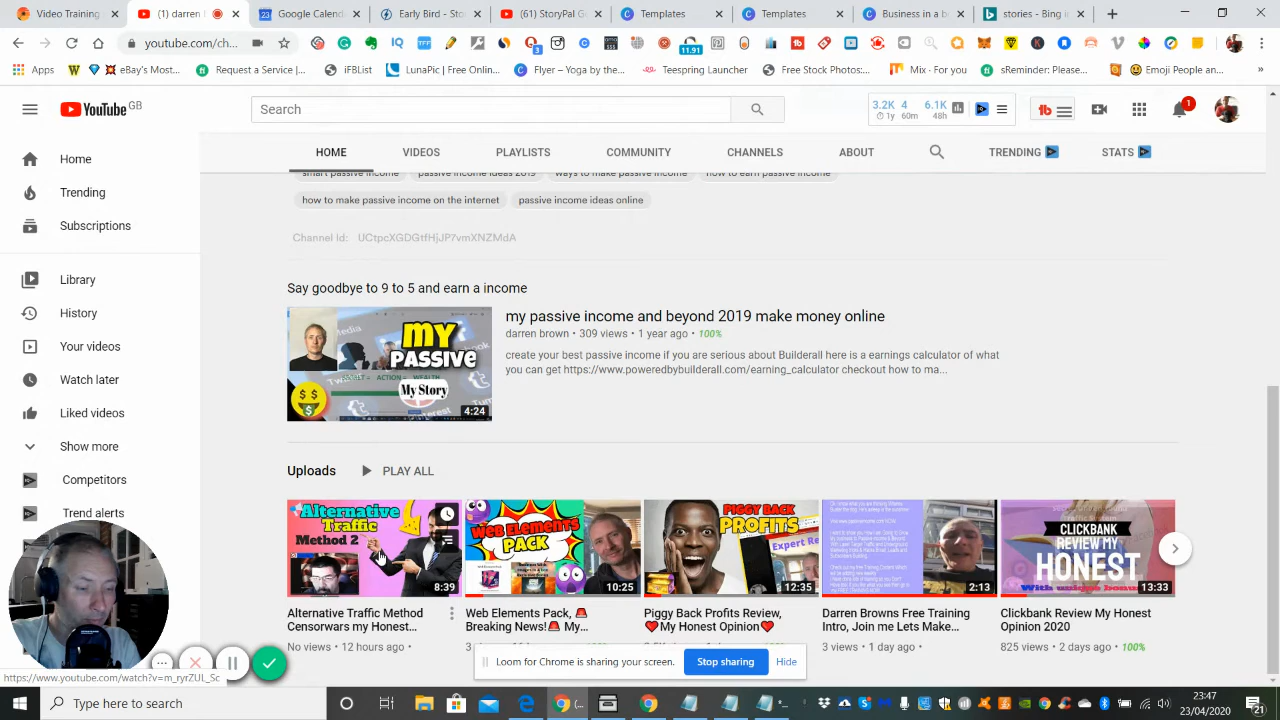 Early Bird - Sto
(1) darren
Google Calenda
Early Bird - Sto
(1) StoryPal G
Templates
Templates
Business in a b
stories - Bing i
youtube.com/ch...
11.91
Apps
eBay's Most...
Request a Service |...
iFBList
LunaPic | Free Onlin...
Flyer – Yoga by the...
Teespring Launcher
Free Stock Photos:...
Mix · For you
sReminder: Please...
Emoji People and...
YouTube GB
Search
3.2K 4 6.1K
1y 60m 48h
1
HOME
VIDEOS
PLAYLISTS
COMMUNITY
CHANNELS
ABOUT
TRENDING
STATS
Home
Trending
Subscriptions
Library
History
Your videos
Watch later
Liked videos
Show more
Competitors
Trend alerts
smart passive income
passive income ideas 2019
ways to make passive income
how to earn passive income
how to make passive income on the internet
passive income ideas online
Channel Id: UCtpcXGDGtfHjJP7vmXNZMdA
Say goodbye to 9 to 5 and earn a income
MY
PASSIVE
My Story
4:24
my passive income and beyond 2019 make money online
darren brown • 309 views • 1 year ago • 100%
create your best passive income if you are serious about Builderall here is a earnings calculator of what
you can get https://www.poweredbybuilderall.com/earning_calculator checkout how to ma...
Uploads
PLAY ALL
Alternative
Traffic
Method 2
8:39
Alternative Traffic Method
Censorwars my Honest...
No views • 12 hours ago •
WEB ELEMENTS
PACK
10:25
Web Elements Pack,
Breaking News! My...
PIGGY BACK
PROFITS
Expert Re
12:35
Piggy Back Profits Review,
My Honest Opinion
2:13
Darren Browns Free Training
Intro, Join me Lets Make...
3 views • 1 day ago •
CLICKBANK
REVIEW MY
HONEST
13:33
Clickbank Review My Honest
Opinion 2020
825 views • 2 days ago • 100%
Loom for Chrome is sharing your screen.
Stop sharing
Hide
https://www.youtube.com/watch?v=m_ryrZUI_Sc
Type here to search
23:47
23/04/2020
21